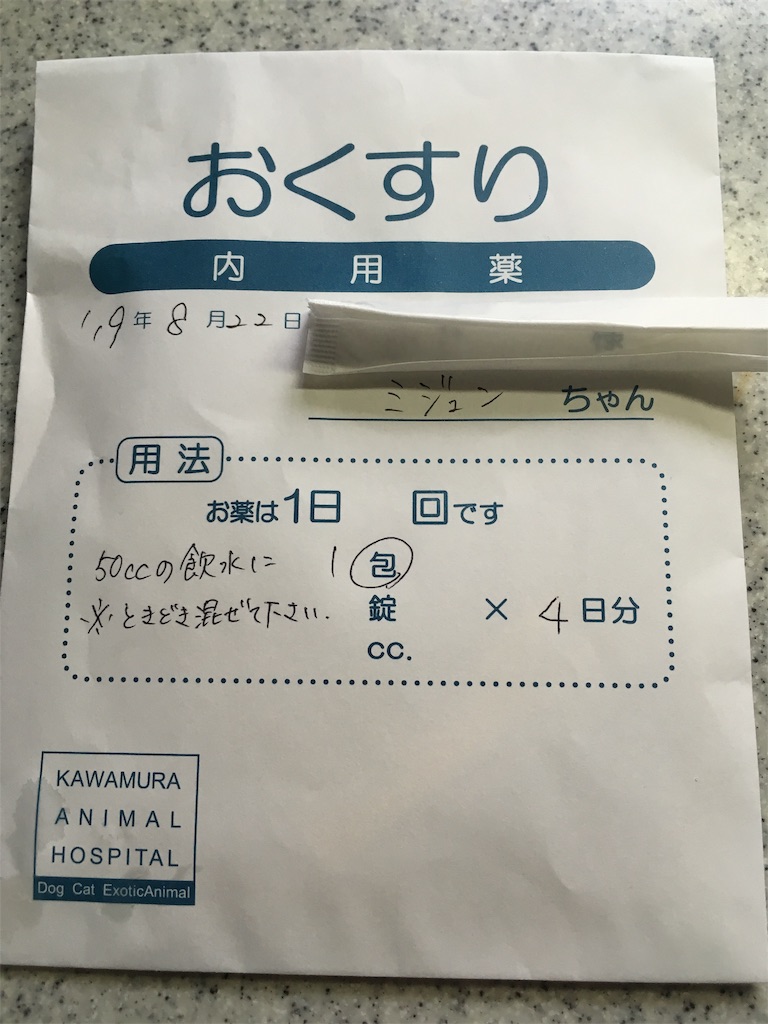 おくすり
内用薬
'19年8月22日
ミジュン ちゃん
用法
お薬は1日 回です
50ccの飲水に 1 包
※ときどき混ぜて下さい. 錠 × 4日分
cc.
KAWAMURA
ANIMAL
HOSPITAL
Dog Cat ExoticAnimal